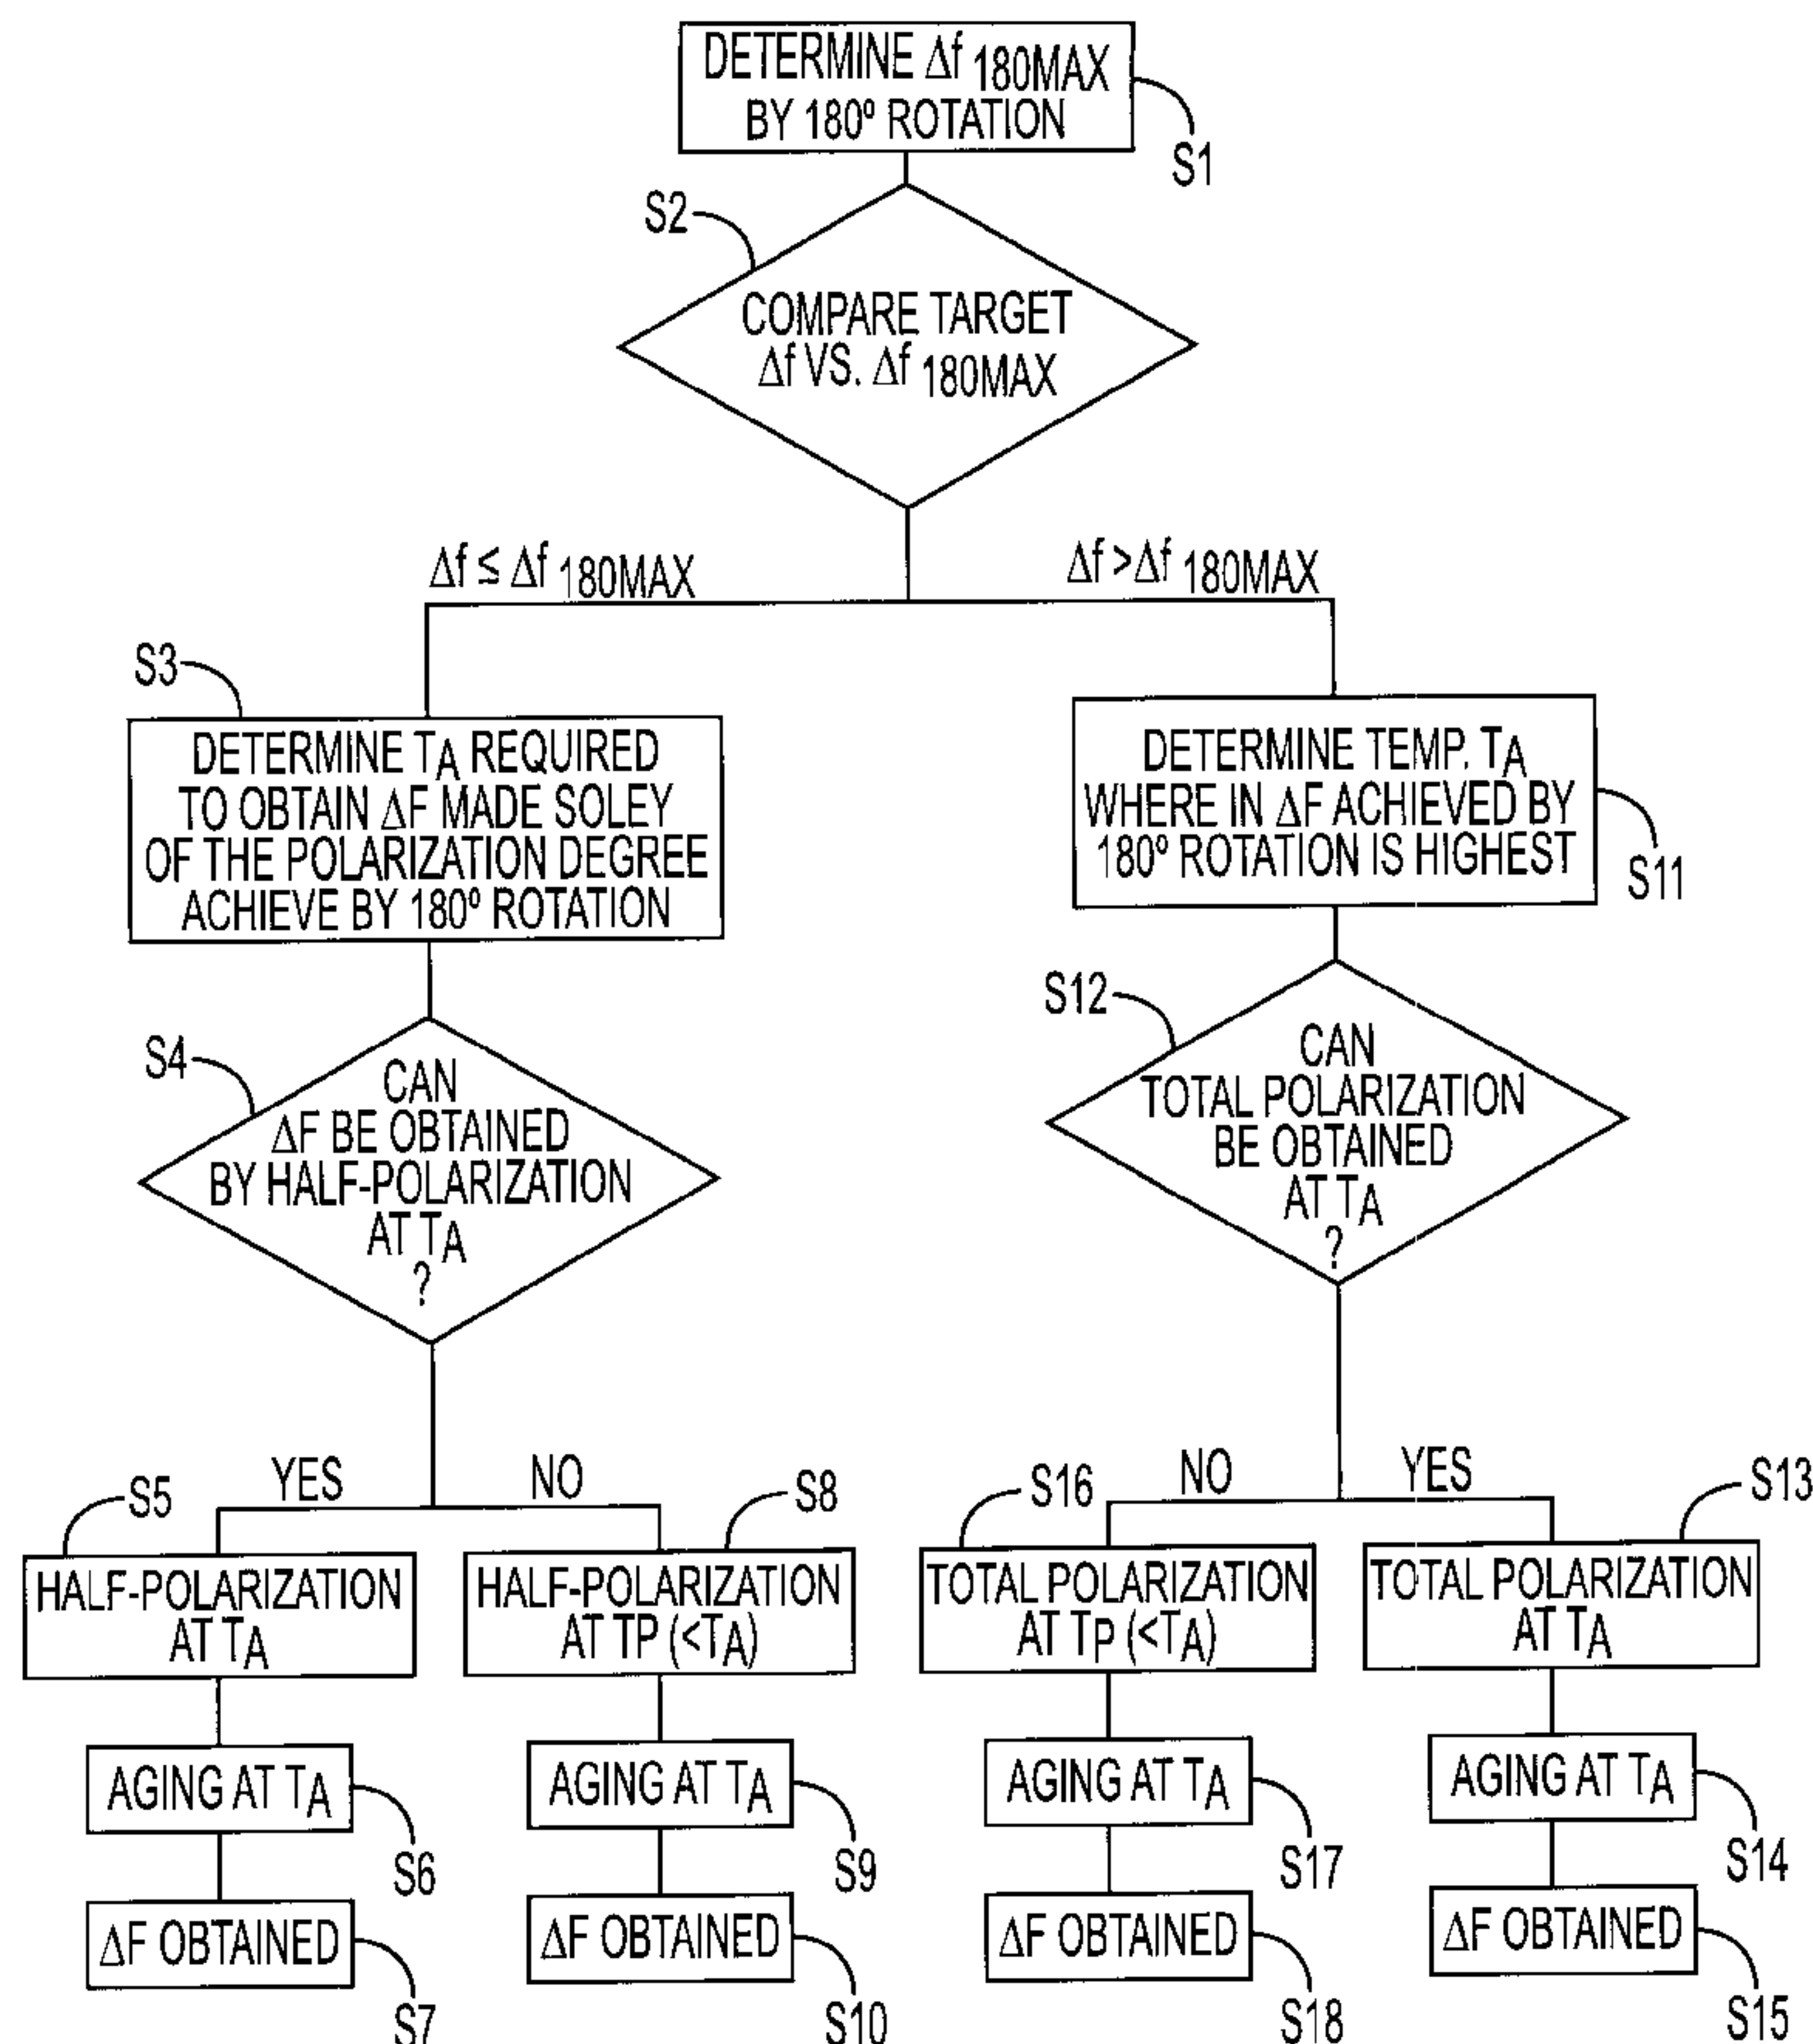 DETERMINE Δf 180MAX
BY 180º ROTATION
S1
S2
COMPARE TARGET
Δf VS. Δf 180MAX
Δf ≤ Δf 180MAX
Δf >Δf 180MAX
S3
DETERMINE TA REQUIRED
TO OBTAIN ΔF MADE SOLEY
OF THE POLARIZATION DEGREE
ACHIEVE BY 180º ROTATION
DETERMINE TEMP. TA
WHERE IN ΔF ACHIEVED BY
180º ROTATION IS HIGHEST
S11
S4
CAN
ΔF BE OBTAINED
BY HALF-POLARIZATION
AT TA
?
S12
CAN
TOTAL POLARIZATION
BE OBTAINED
AT TA
?
S5
YES
NO
S8
S16
NO
YES
S13
HALF-POLARIZATION
AT TA
HALF-POLARIZATION
AT TP (<TA)
TOTAL POLARIZATION
AT TP (<TA)
TOTAL POLARIZATION
AT TA
AGING AT TA
S6
AGING AT TA
S9
AGING AT TA
S17
AGING AT TA
S14
ΔF OBTAINED
S7
ΔF OBTAINED
S10
ΔF OBTAINED
S18
ΔF OBTAINED
S15